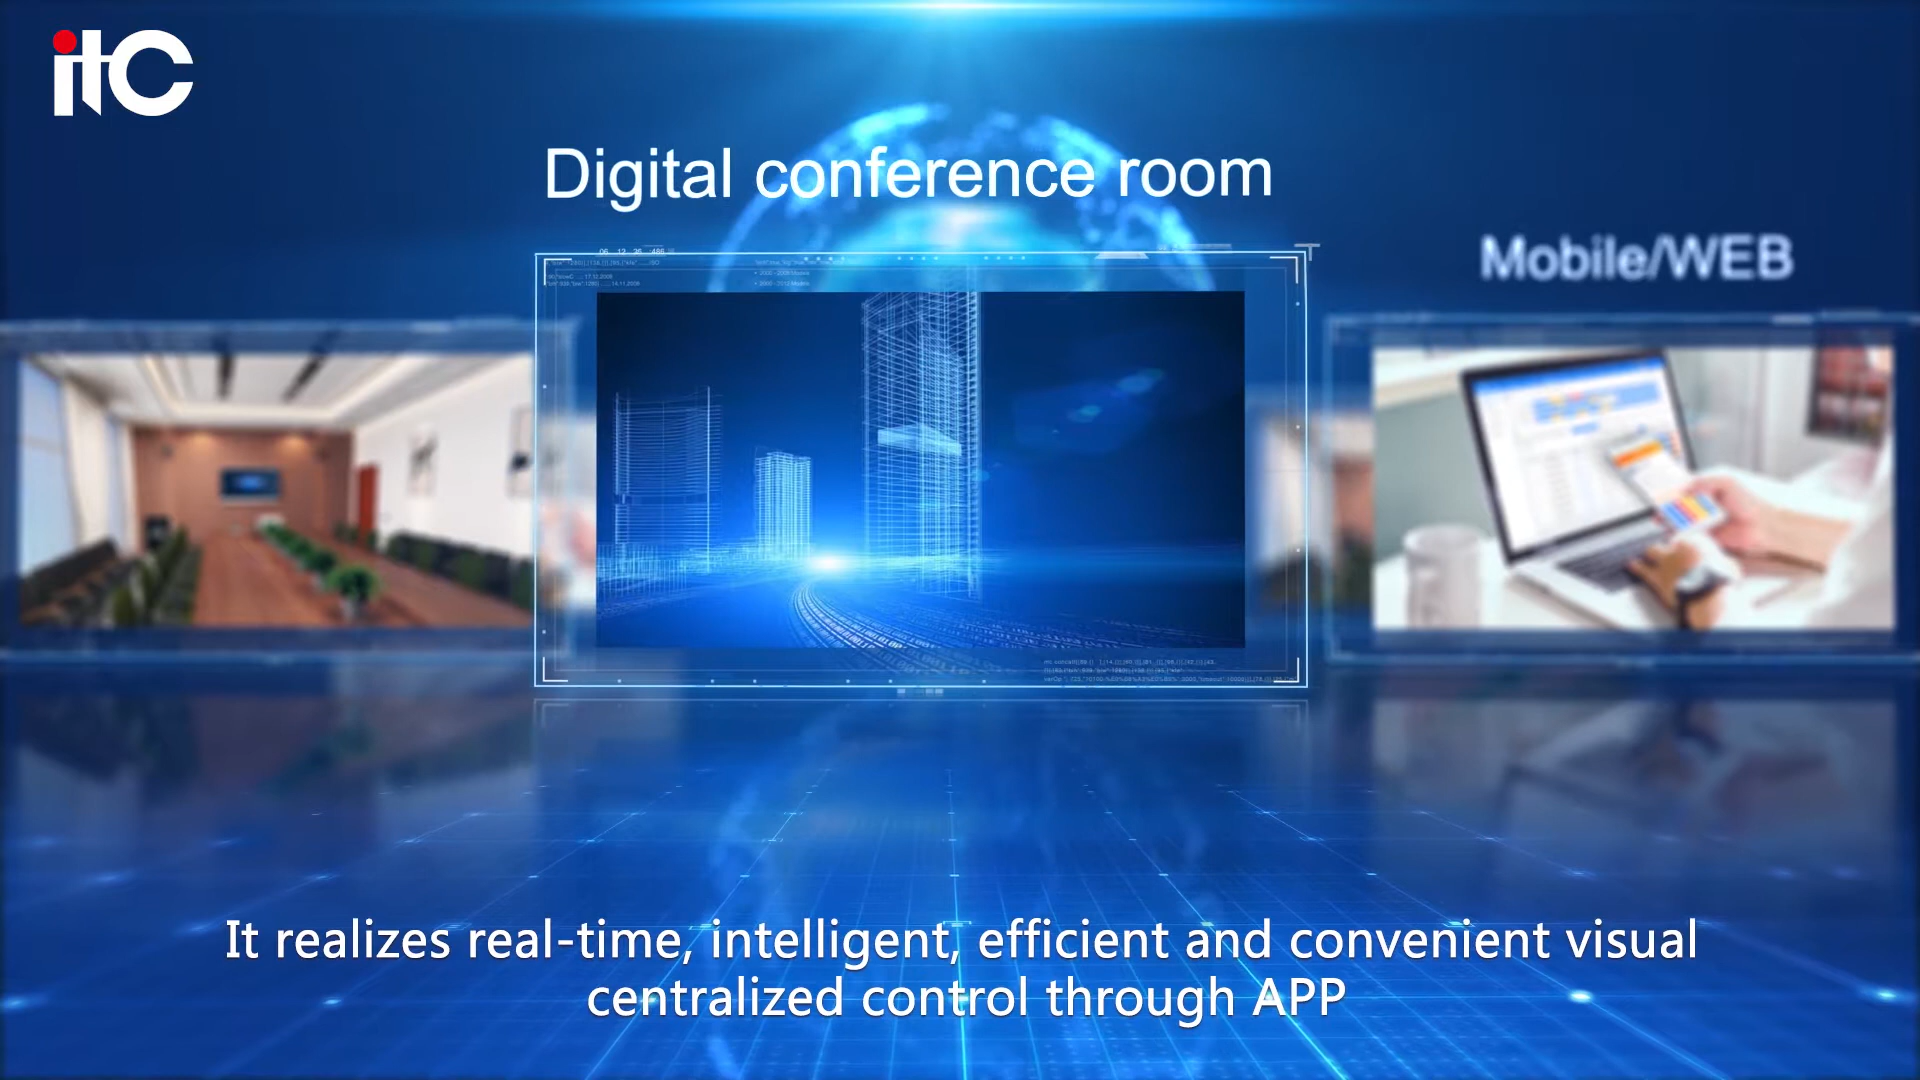 itc
Digital conference room
Mobile/WEB
It realizes real-time, intelligent, efficient and convenient visual
centralized control through APP